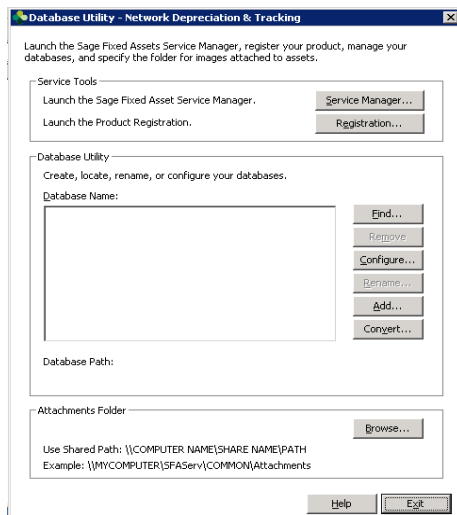 Database Utility - Network Depreciation & Tracking
Launch the Sage Fixed Assets Service Manager, register your product, manage your
databases, and specify the folder for images attached to assets.
Service Tools
Launch the Sage Fixed Asset Service Manager.
Service Manager...
Launch the Product Registration.
Registration...
Database Utility
Create, locate, rename, or configure your databases.
Database Name:
Find...
Remove
Configure...
Rename...
Add...
Convert...
Database Path:
Attachments Folder
Browse...
Use Shared Path: \\COMPUTER NAME\SHARE NAME\PATH
Example: \\MYCOMPUTER\SFAServ\COMMON\Attachments
Help
Exit